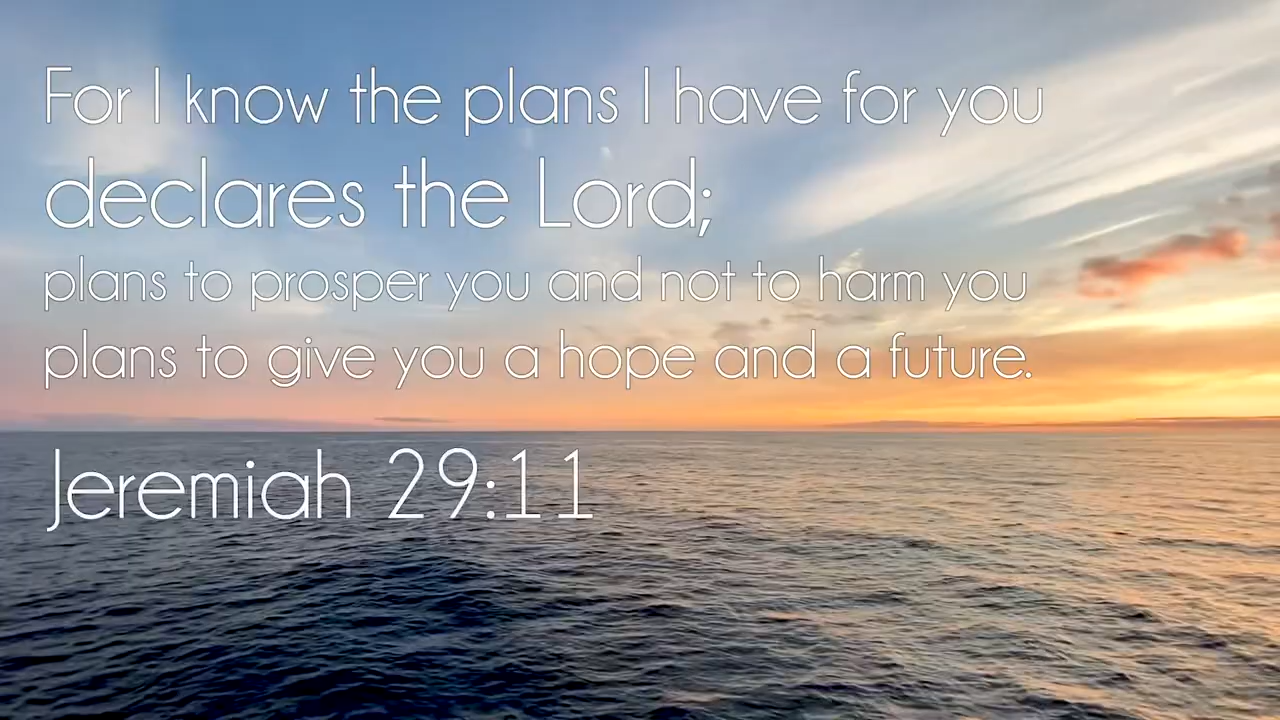 For I know the plans I have for you
declares the Lord;
plans to prosper you and not to harm you
plans to give you a hope and a future.
Jeremiah 29:11